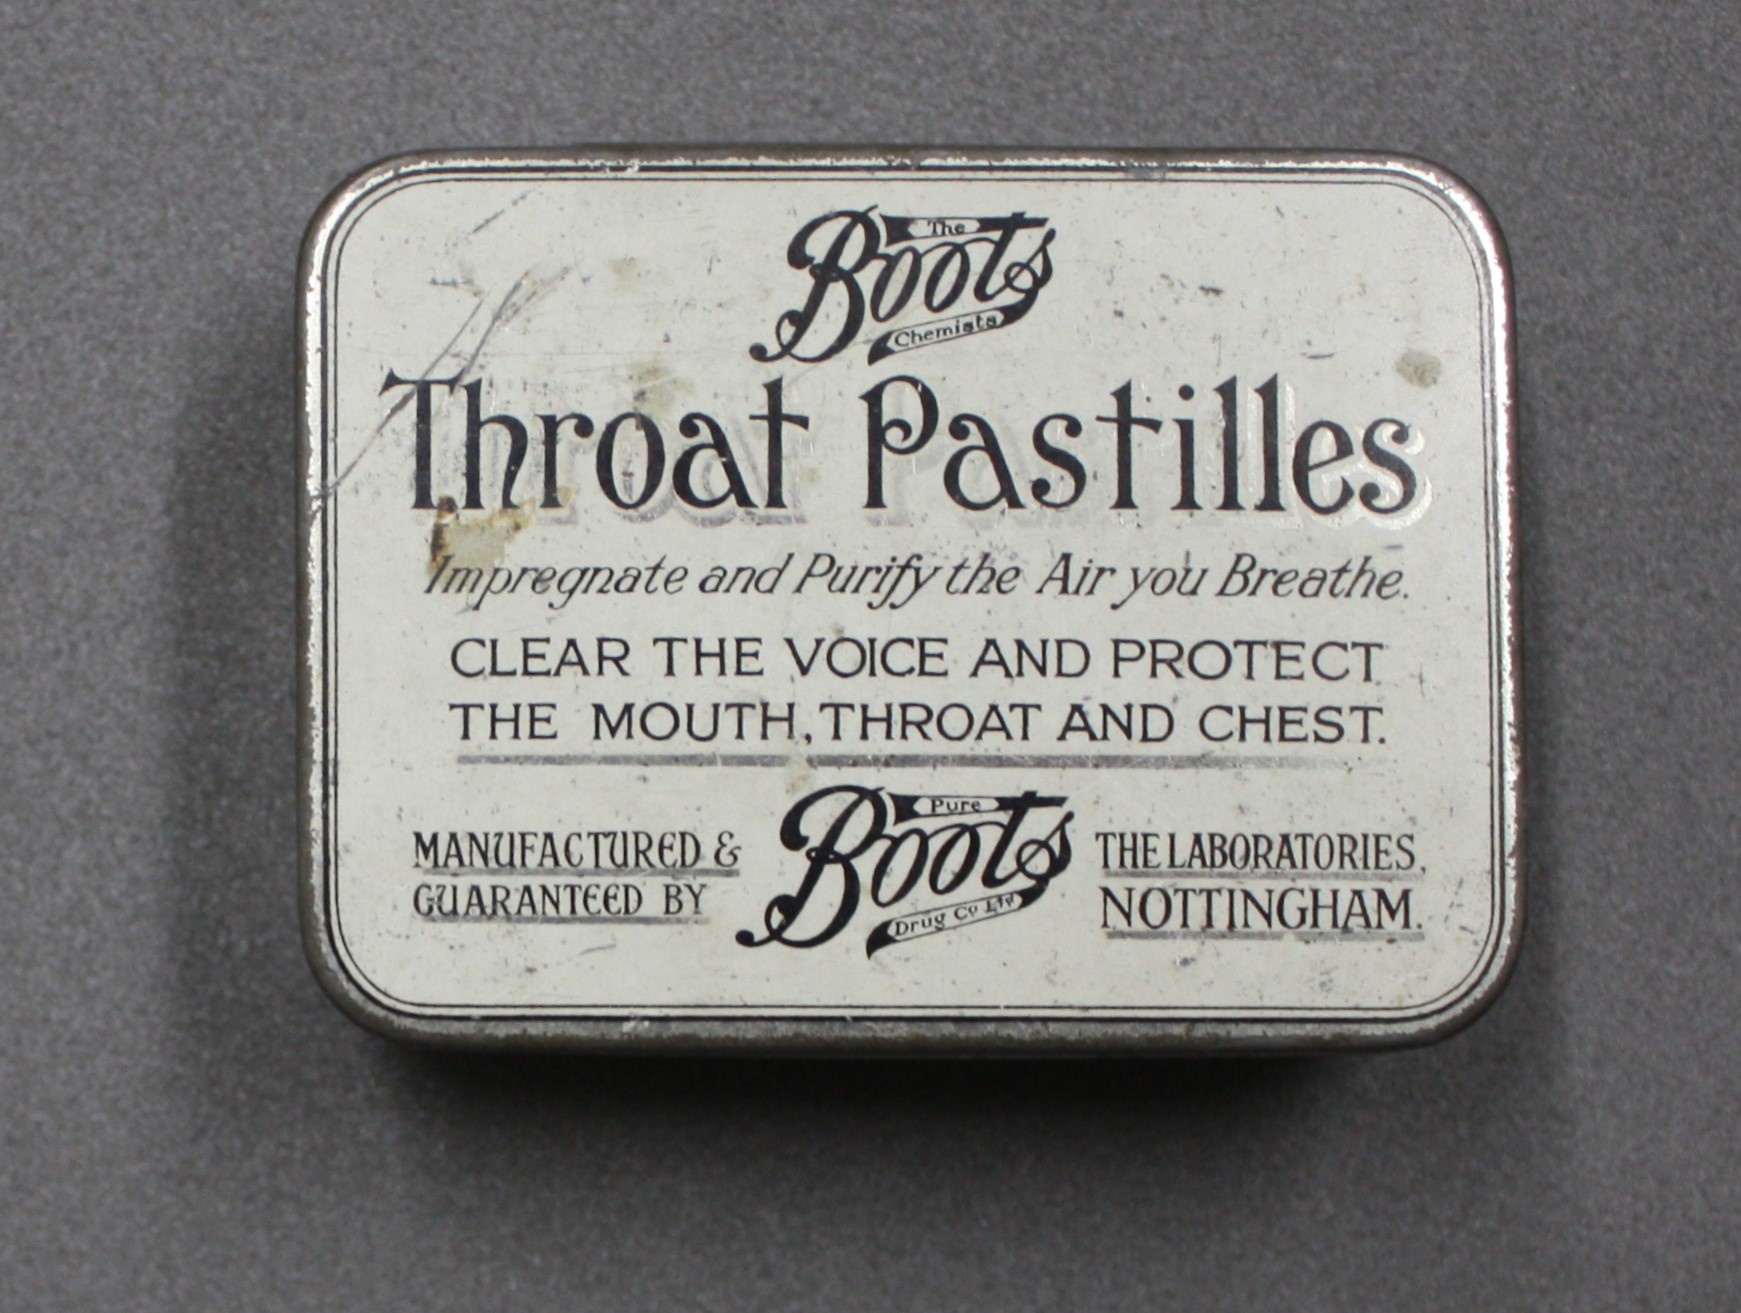 The
Boots
Chemists
Throat Pastilles
Impregnate and Purify the Air you Breathe.
CLEAR THE VOICE AND PROTECT
THE MOUTH, THROAT AND CHEST.
MANUFACTURED &
GUARANTEED BY
Pure
Boots
Drug Co Ltd
THE LABORATORIES,
NOTTINGHAM.